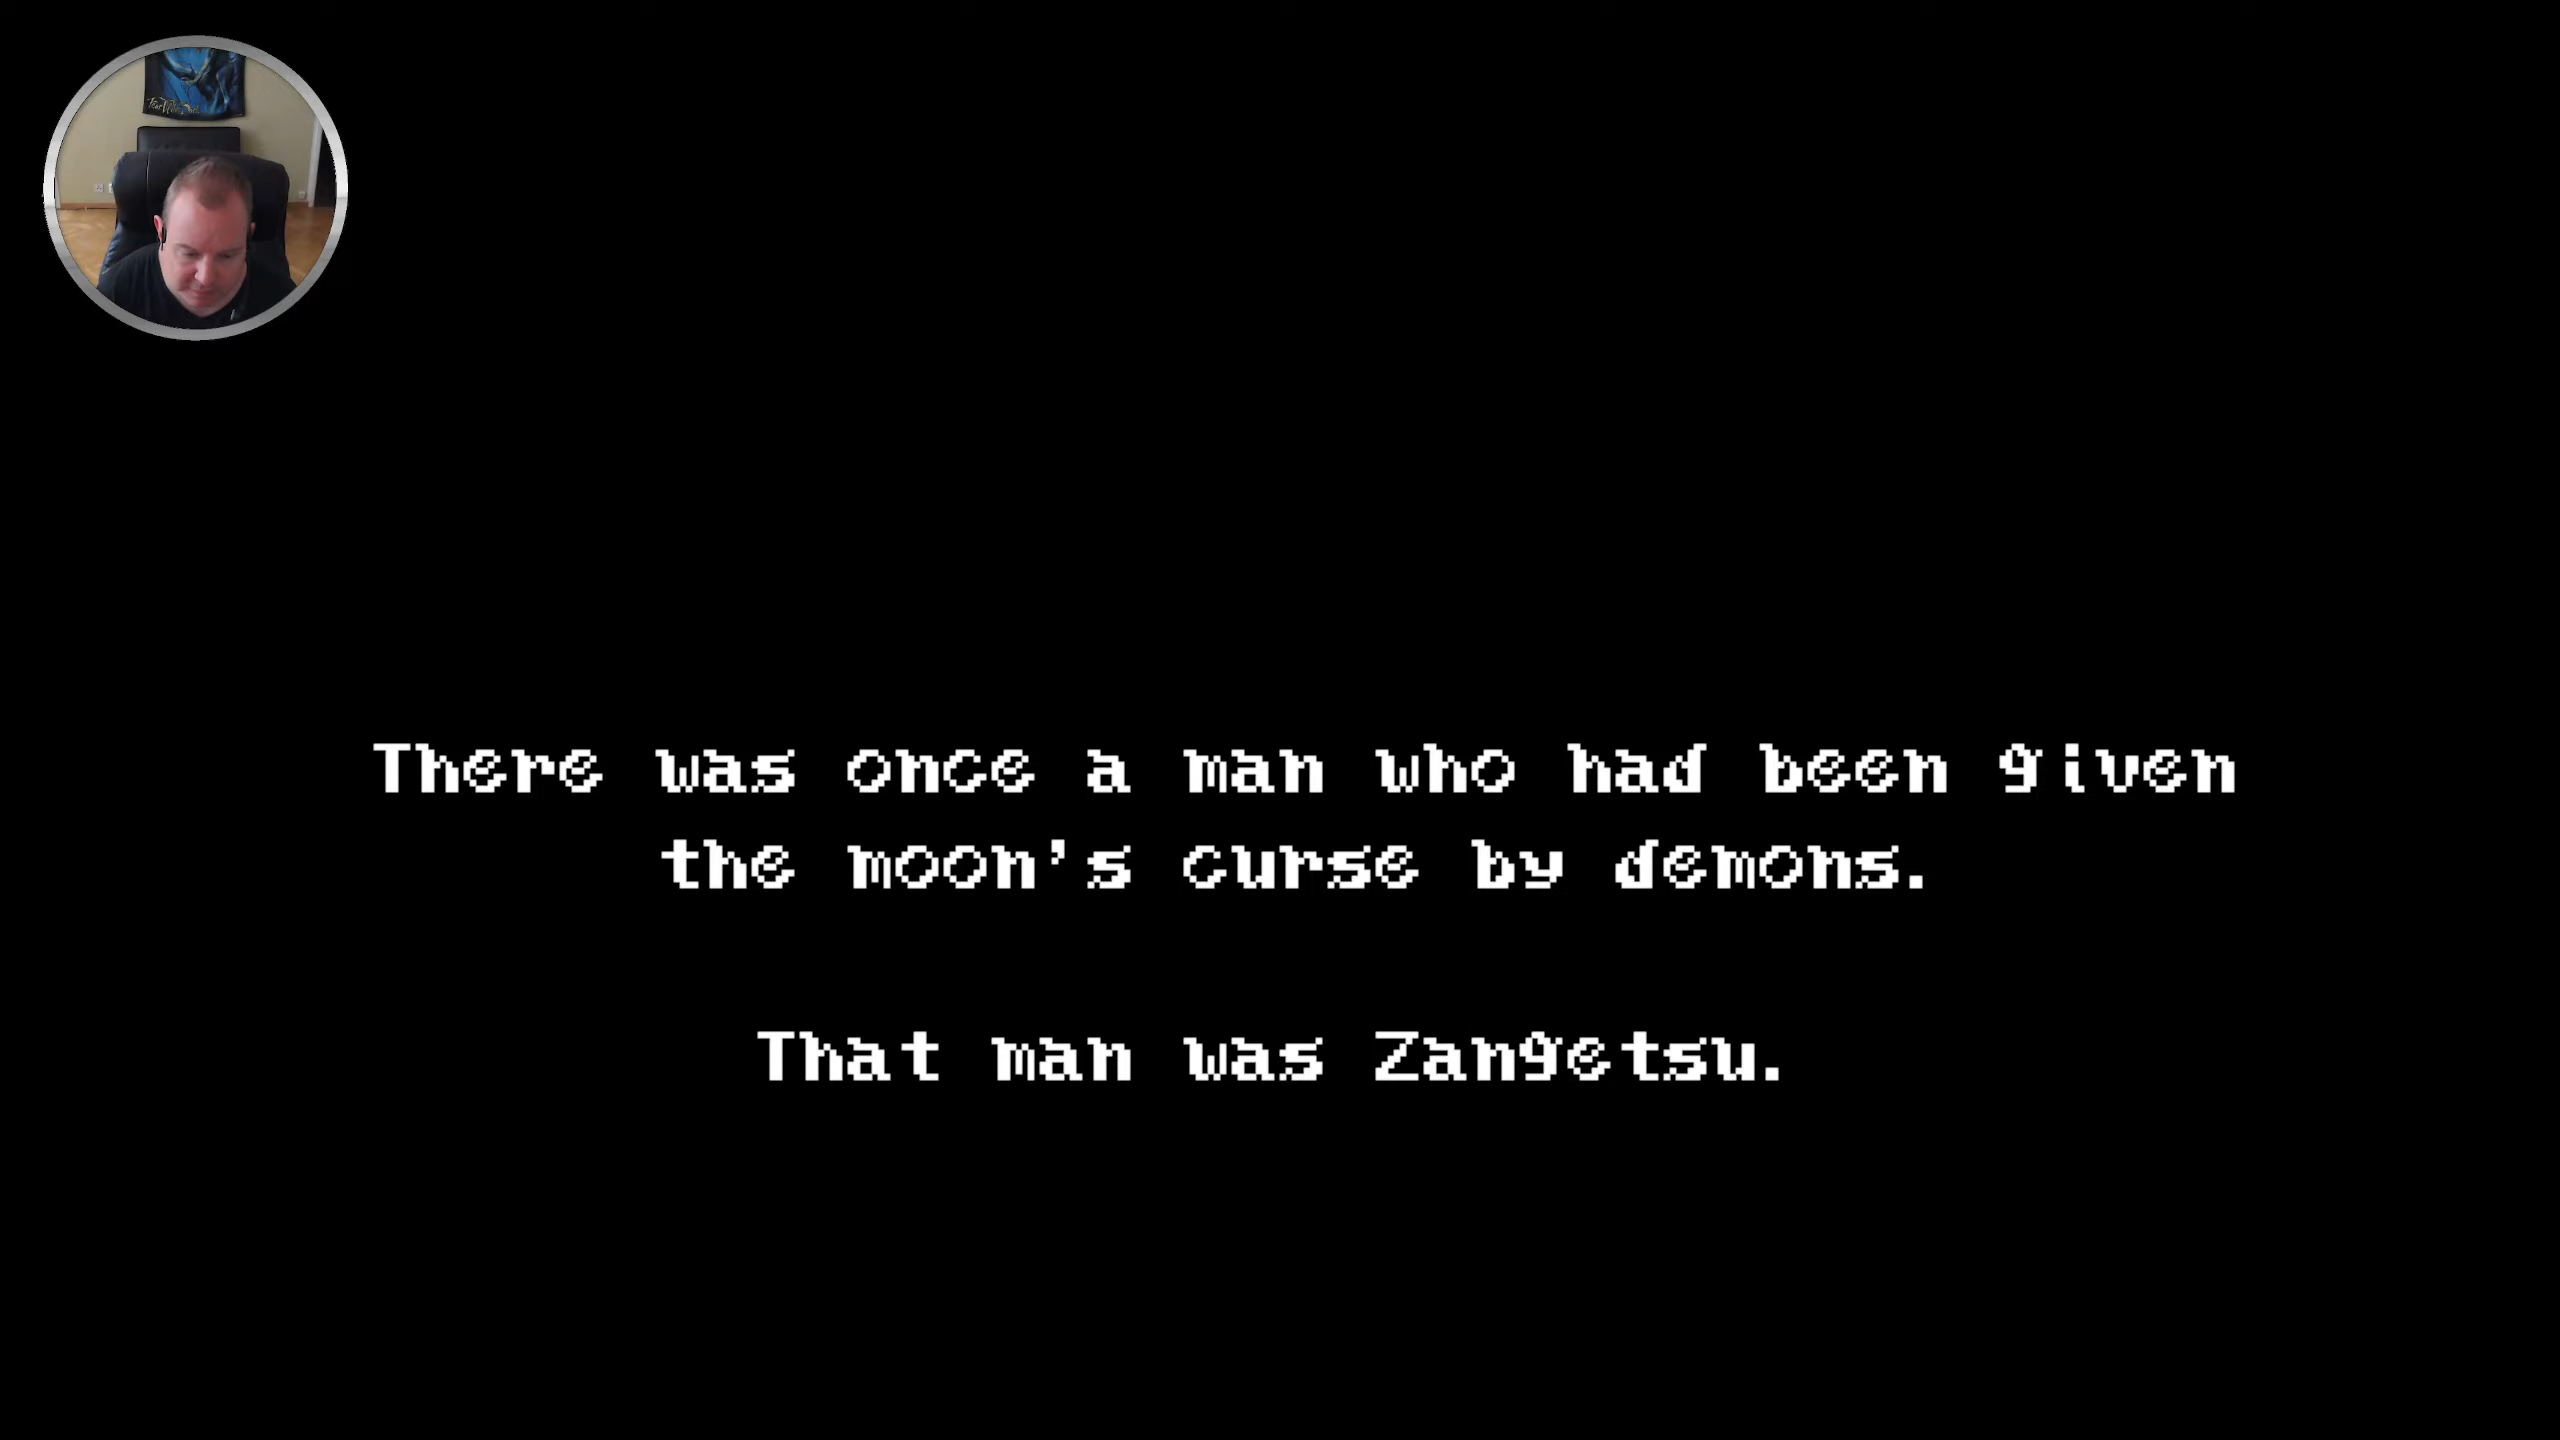 There was once a man who had been given
the moon's curse by demons.
That man was Zangetsu.